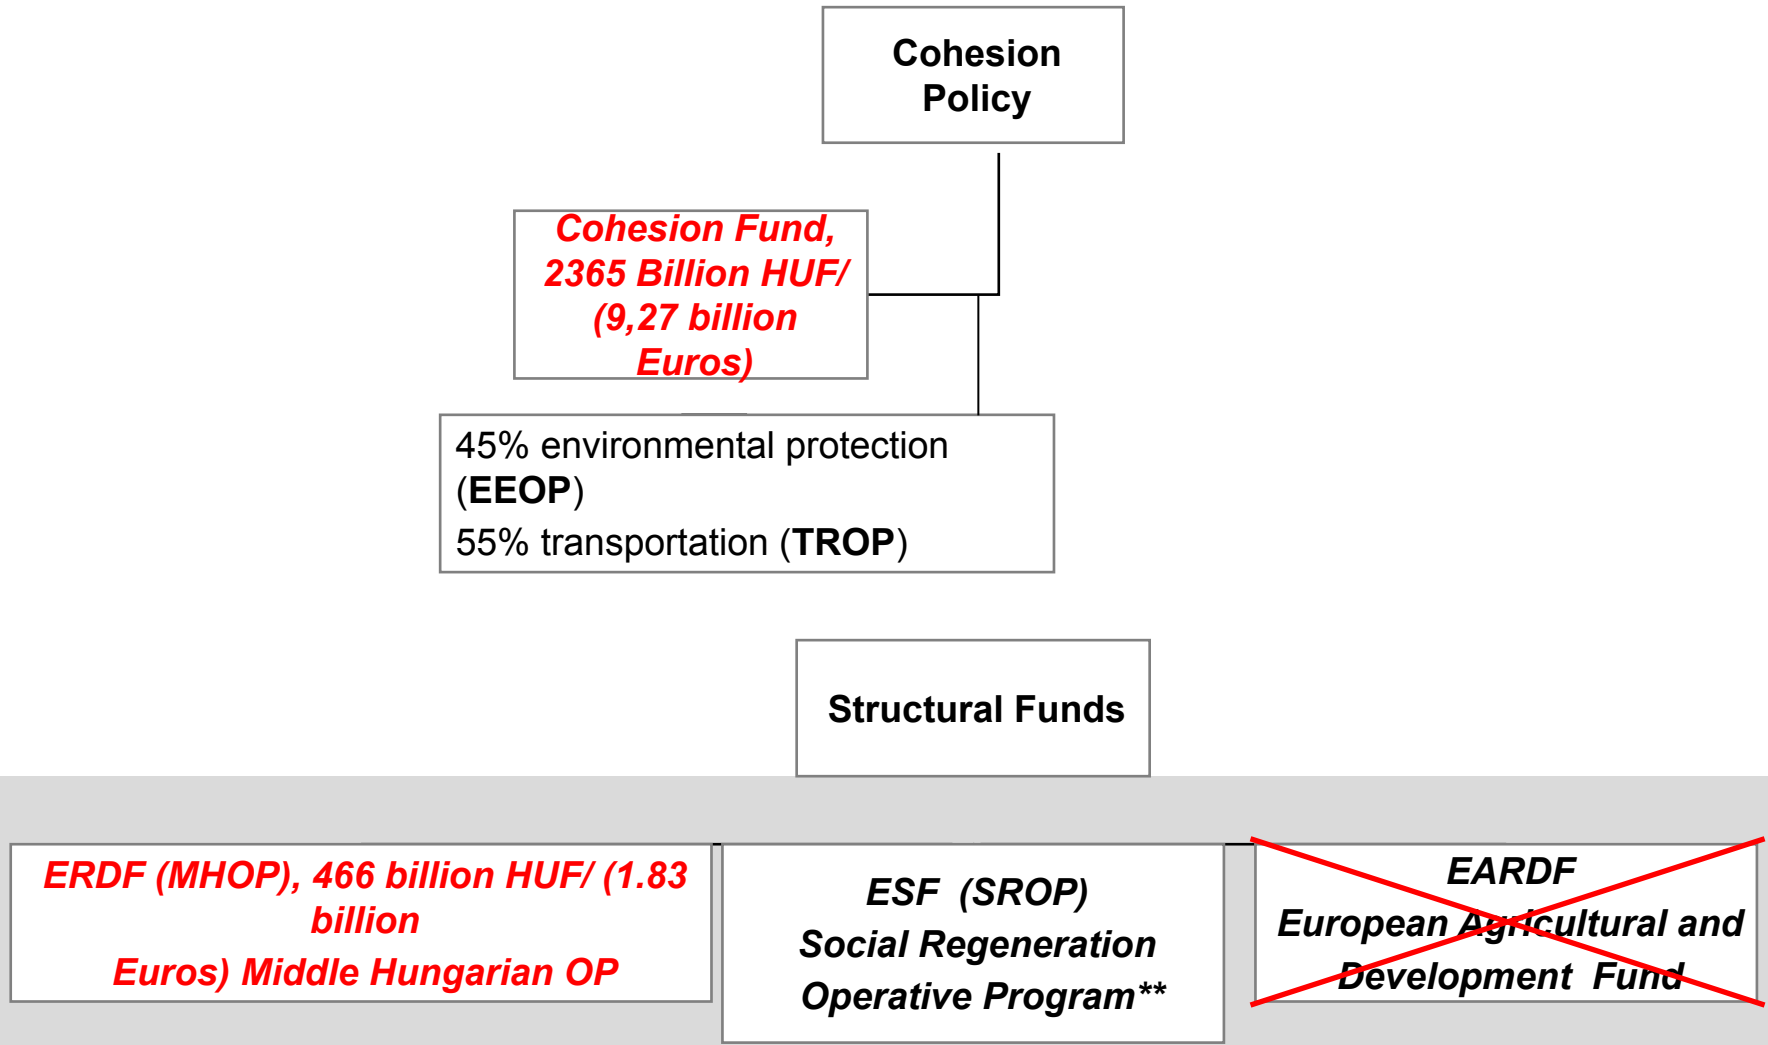 Cohesion
Policy
Cohesion Fund,
2365 Billion HUF/
(9,27 billion
Euros)
45% environmental protection
(EEOP)
55% transportation (TROP)
Structural Funds
ERDF (MHOP), 466 billion HUF/ (1.83
billion
Euros) Middle Hungarian OP
ESF (SROP)
Social Regeneration
Operative Program**
EARDF
European Agricultural and
Development Fund